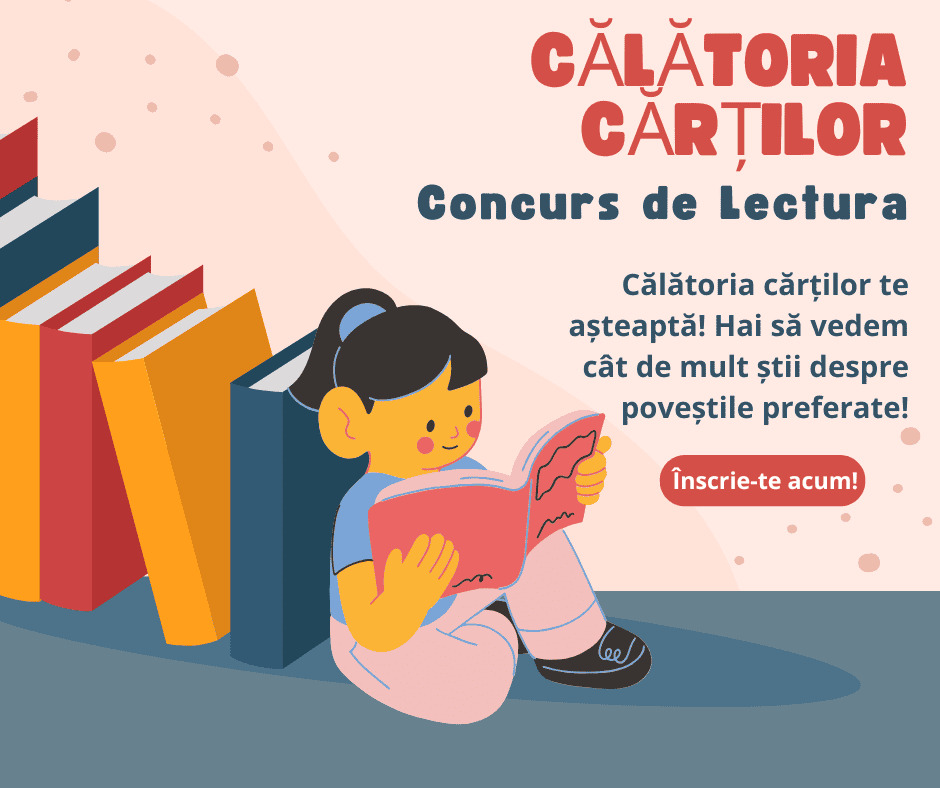 CĂLĂTORIA
CĂRȚILOR
Concurs de Lectura
Călătoria cărților te
așteaptă! Hai să vedem
cât de mult știi despre
poveștile preferate!
Înscrie-te acum!